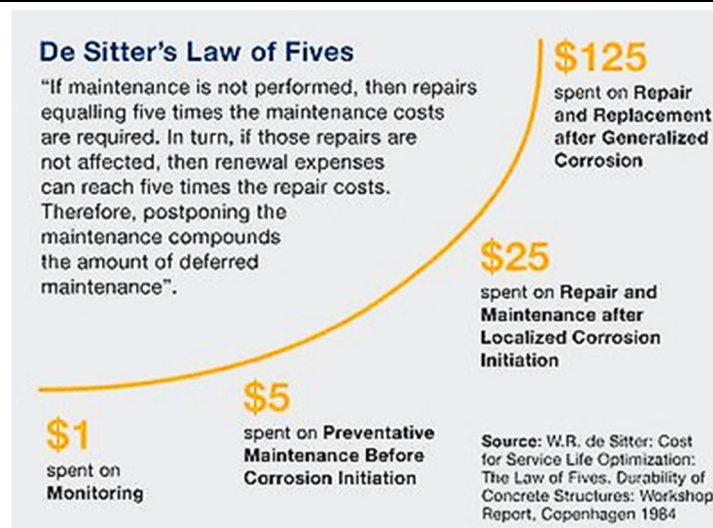 De Sitter's Law of Fives
“If maintenance is not performed, then repairs
equalling five times the maintenance costs
are required. In turn, if those repairs are
not affected, then renewal expenses
can reach five times the repair costs.
Therefore, postponing the
maintenance compounds
the amount of deferred
maintenance”.
$125
spent on Repair
and Replacement
after Generalized
Corrosion
$25
spent on Repair and
Maintenance after
Localized Corrosion
Initiation
$5
spent on Preventative
Maintenance Before
Corrosion Initiation
$1
spent on
Monitoring
Source: W.R. de Sitter: Cost
for Service Life Optimization:
The Law of Fives. Durability of
Concrete Structures: Workshop
Report, Copenhagen 1984